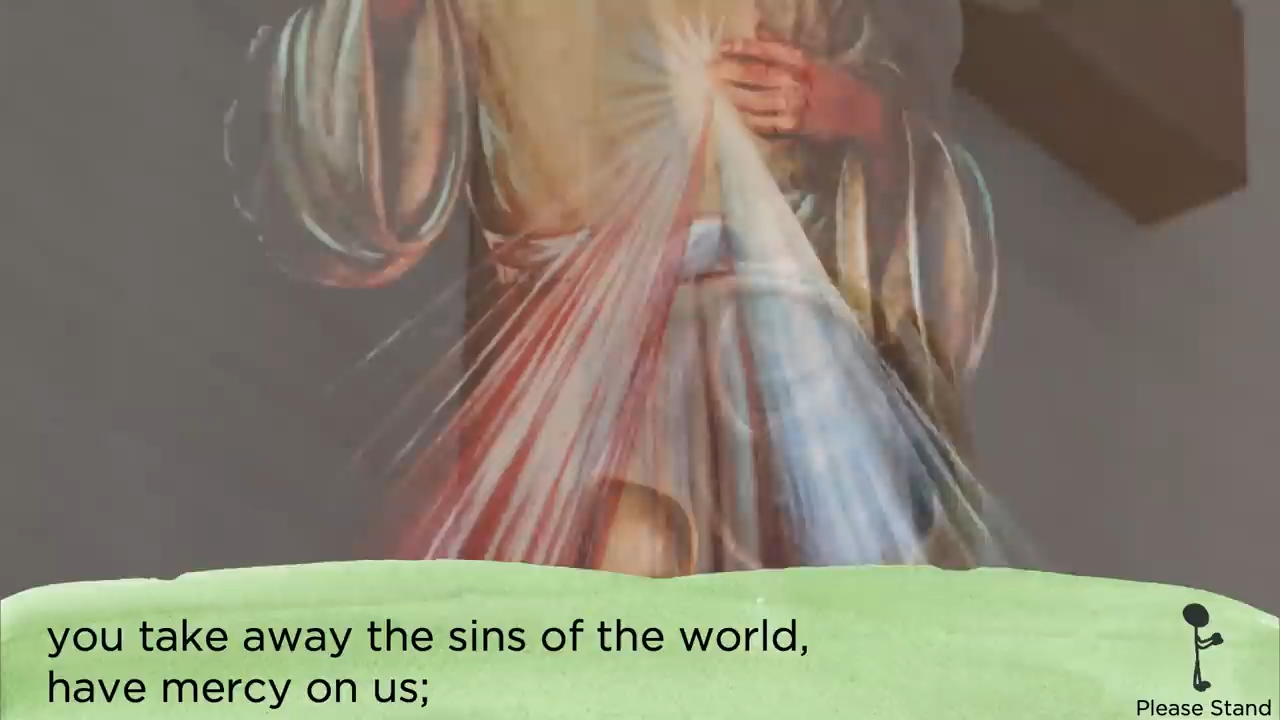 you take away the sins of the world,
have mercy on us;
Please Stand